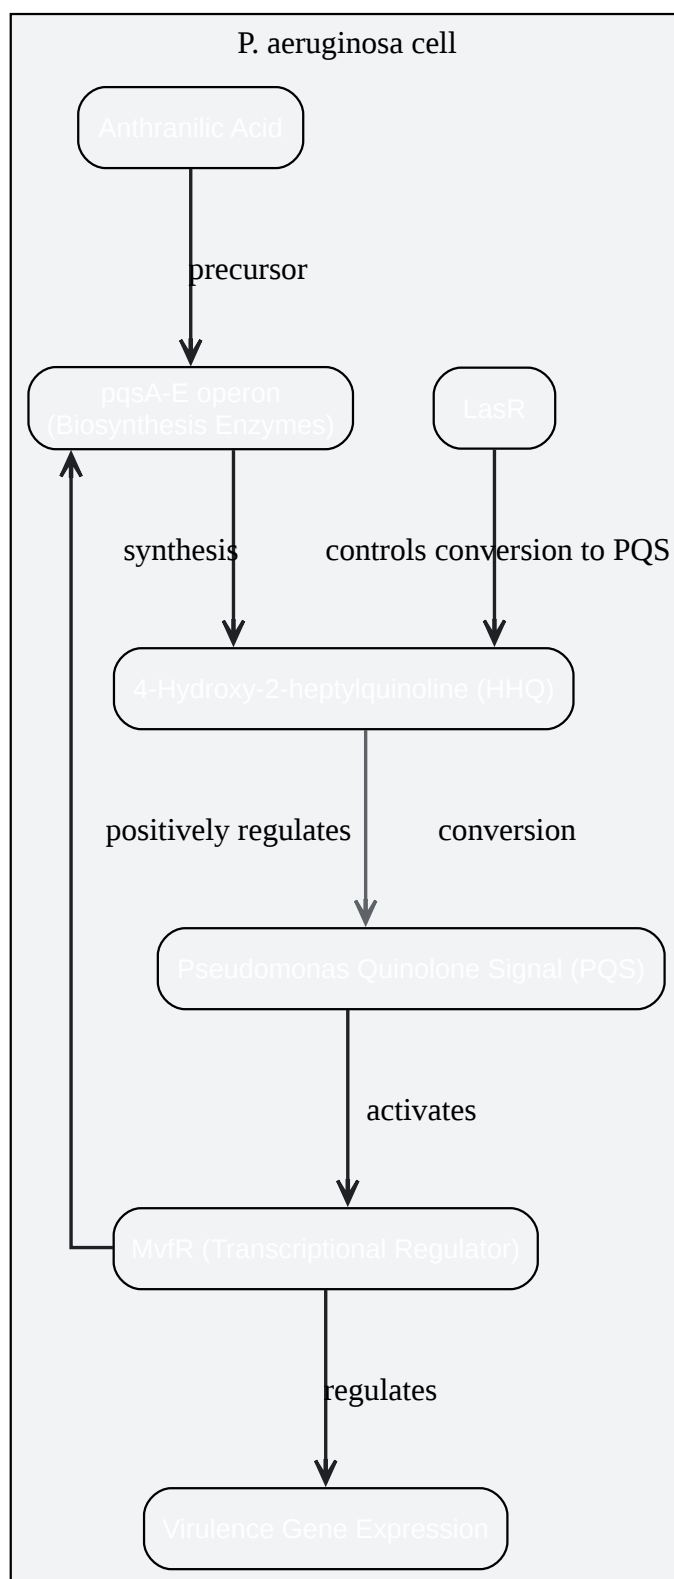 P. aeruginosa cell
Anthranilic Acid
precursor
pqsA-E operon
(Biosynthesis Enzymes)
LasR
synthesis
controls conversion to PQS
4-Hydroxy-2-heptylquinoline (HHQ)
positively regulates
conversion
Pseudomonas Quinolone Signal (PQS)
activates
MvfR (Transcriptional Regulator)
regulates
Virulence Gene Expression